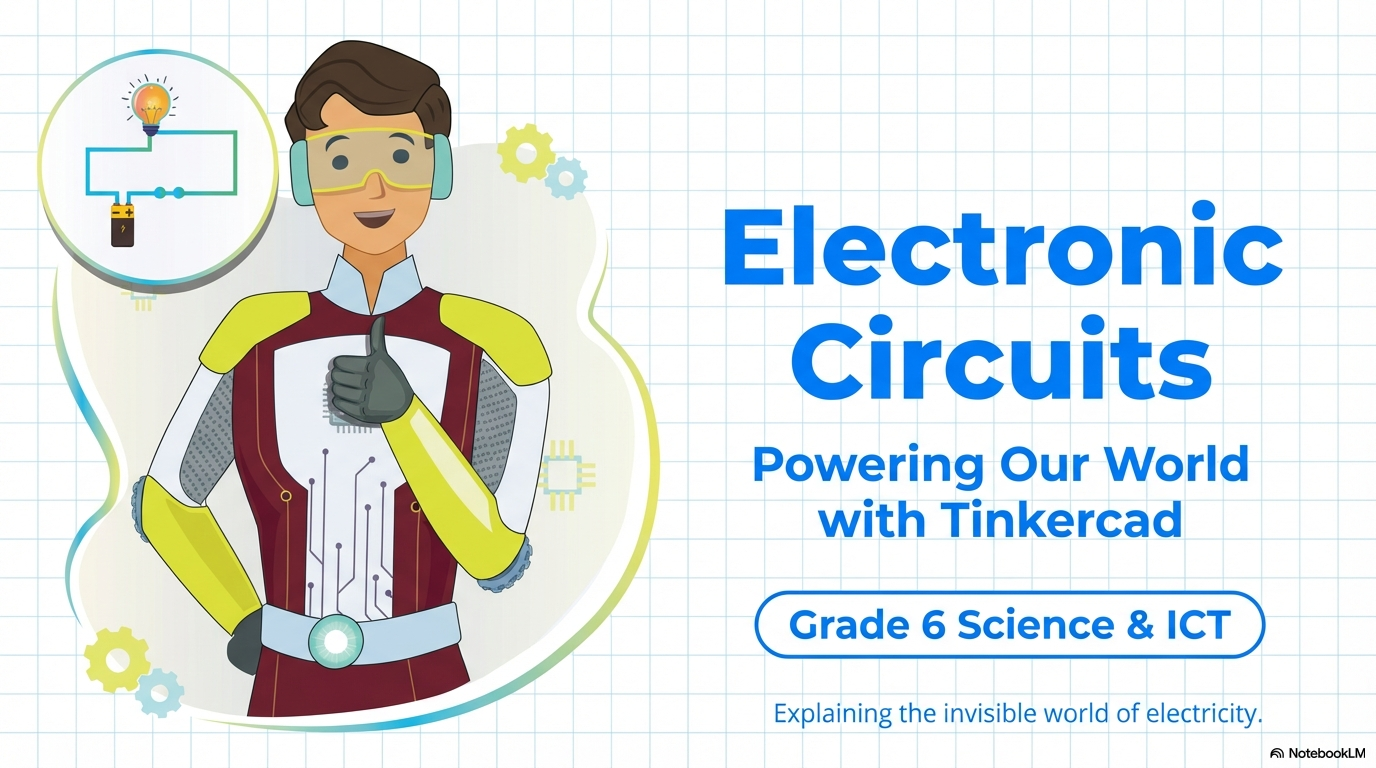 Electronic
Circuits
Powering Our World
with Tinkercad
Grade 6 Science & ICT
Explaining the invisible world of electricity.
NotebookLM